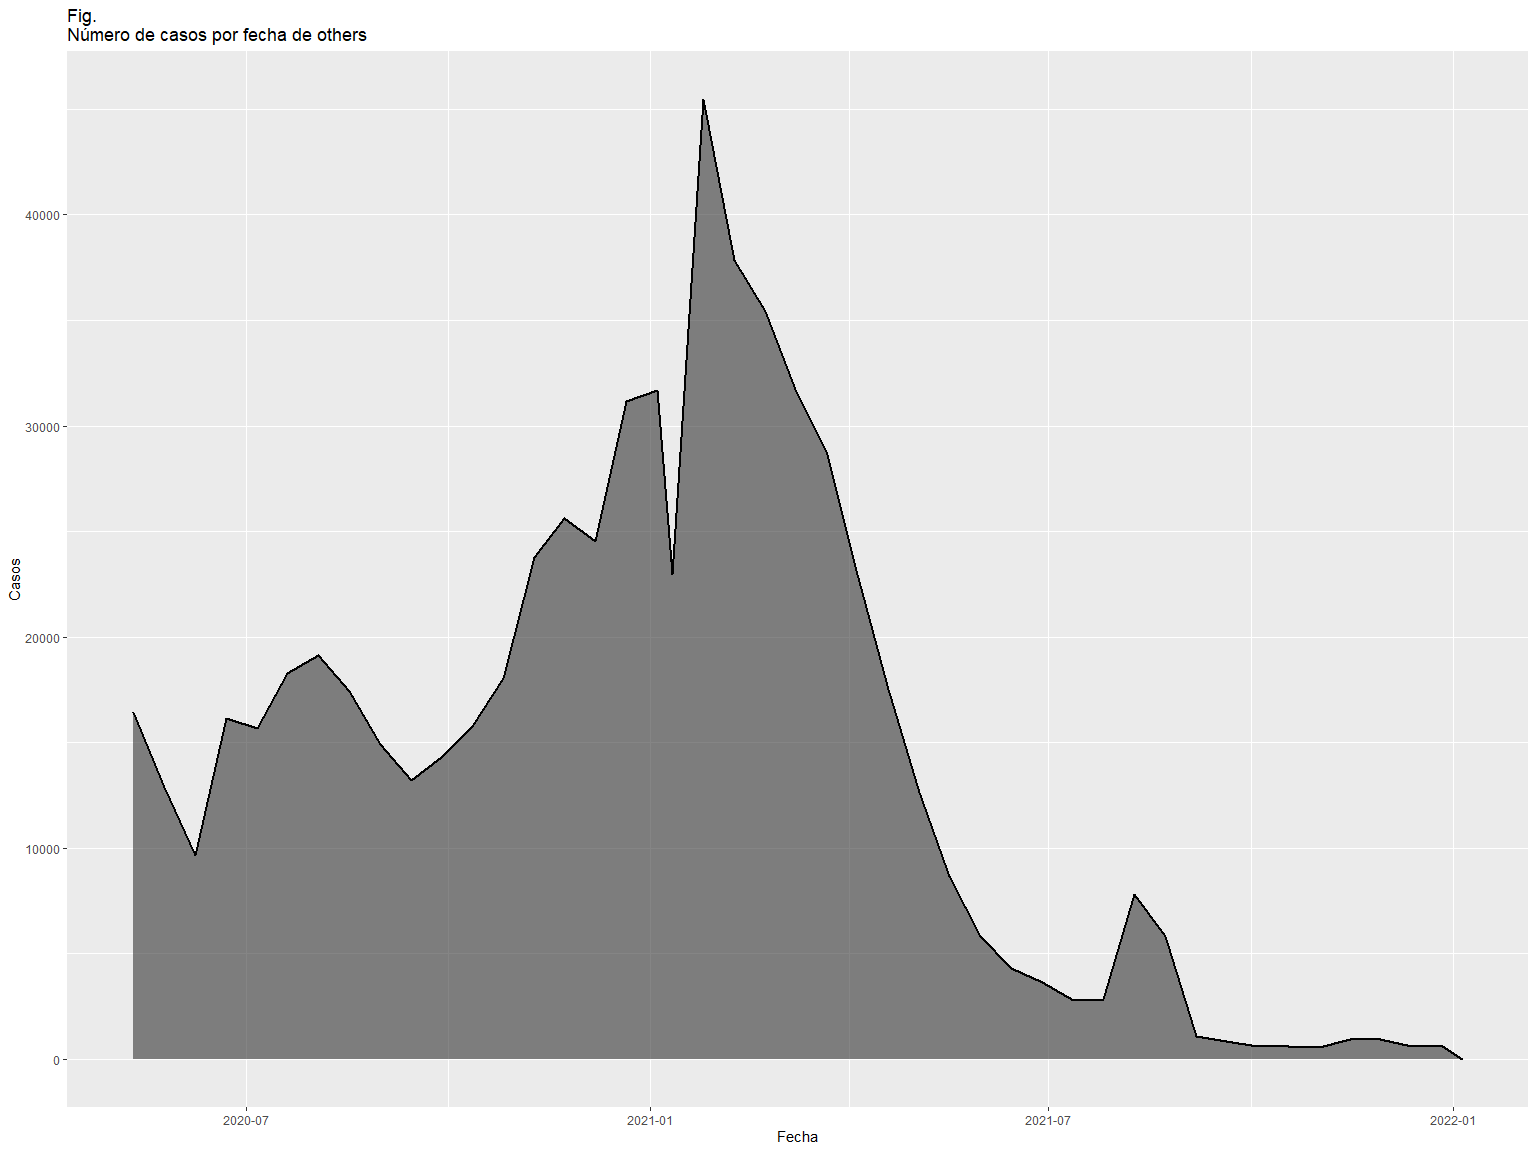 Fig.
Número de casos por fecha de others
Casos
40000
30000
20000
10000
0
2020-07
2021-01
2021-07
2022-01
Fecha